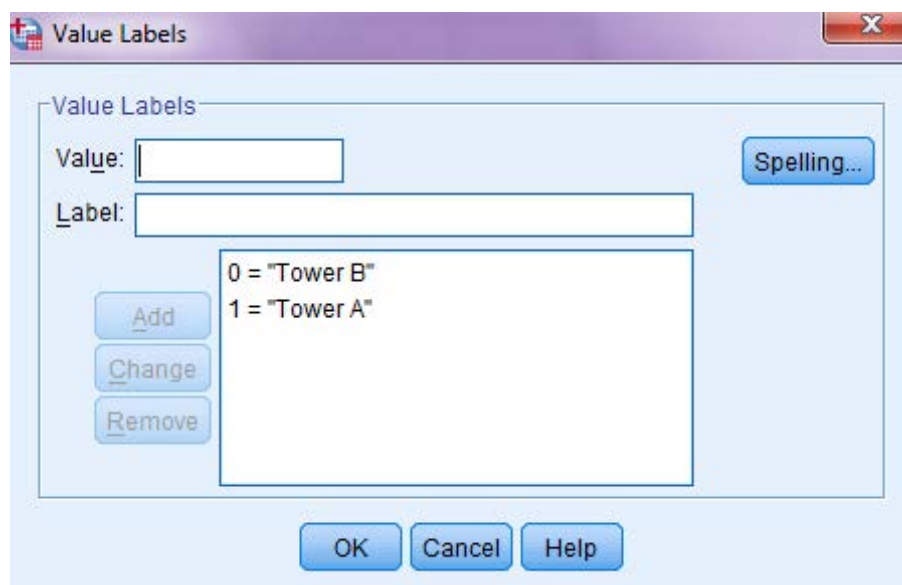 Value Labels
Value Labels
Value:
Spelling...
Label:
0 = "Tower B"
1 = "Tower A"
Add
Change
Remove
OK Cancel Help